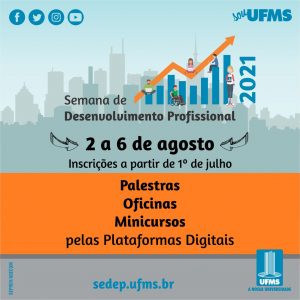 sou UFMS
2021
Semana de
Desenvolvimento Profissional
2 a 6 de agosto
Inscrições a partir de 1º de julho
Palestras
Oficinas
Minicursos
pelas Plataformas Digitais
sedep.ufms.br
UFMS
A NOSSA UNIVERSIDADE